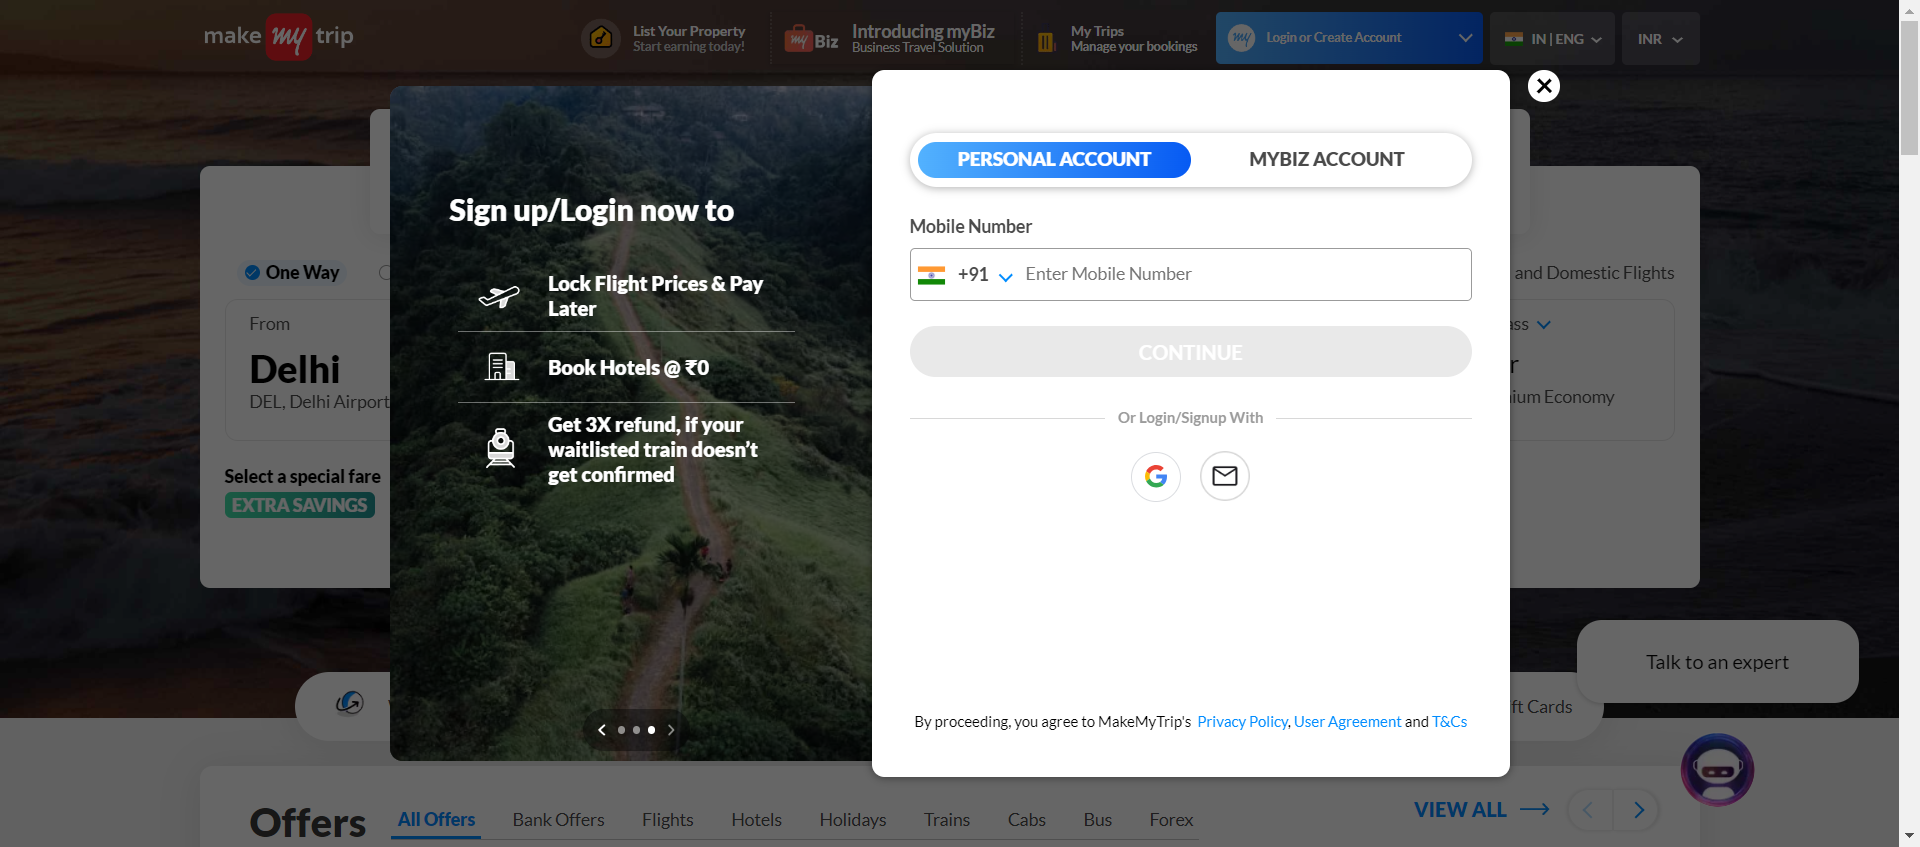 make my trip
List Your Property
Start earning today!
my Biz
Introducing myBiz
Business Travel Solution
My Trips
Manage your bookings
my
Login or Create Account
IN | ENG
INR
PERSONAL ACCOUNT
MYBIZ ACCOUNT
Sign up/Login now to
Mobile Number
+91
Enter Mobile Number
One Way
Lock Flight Prices & Pay
Later
and Domestic Flights
From
Delhi
DEL, Delhi Airport
Book Hotels @ ₹0
CONTINUE
Economy
Get 3X refund, if your
waitlisted train doesn’t
get confirmed
Or Login/Signup With
Select a special fare
EXTRA SAVINGS
Talk to an expert
Cards
By proceeding, you agree to MakeMyTrip's Privacy Policy, User Agreement and T&Cs
Offers
All Offers
Bank Offers
Flights
Hotels
Holidays
Trains
Cabs
Bus
Forex
VIEW ALL